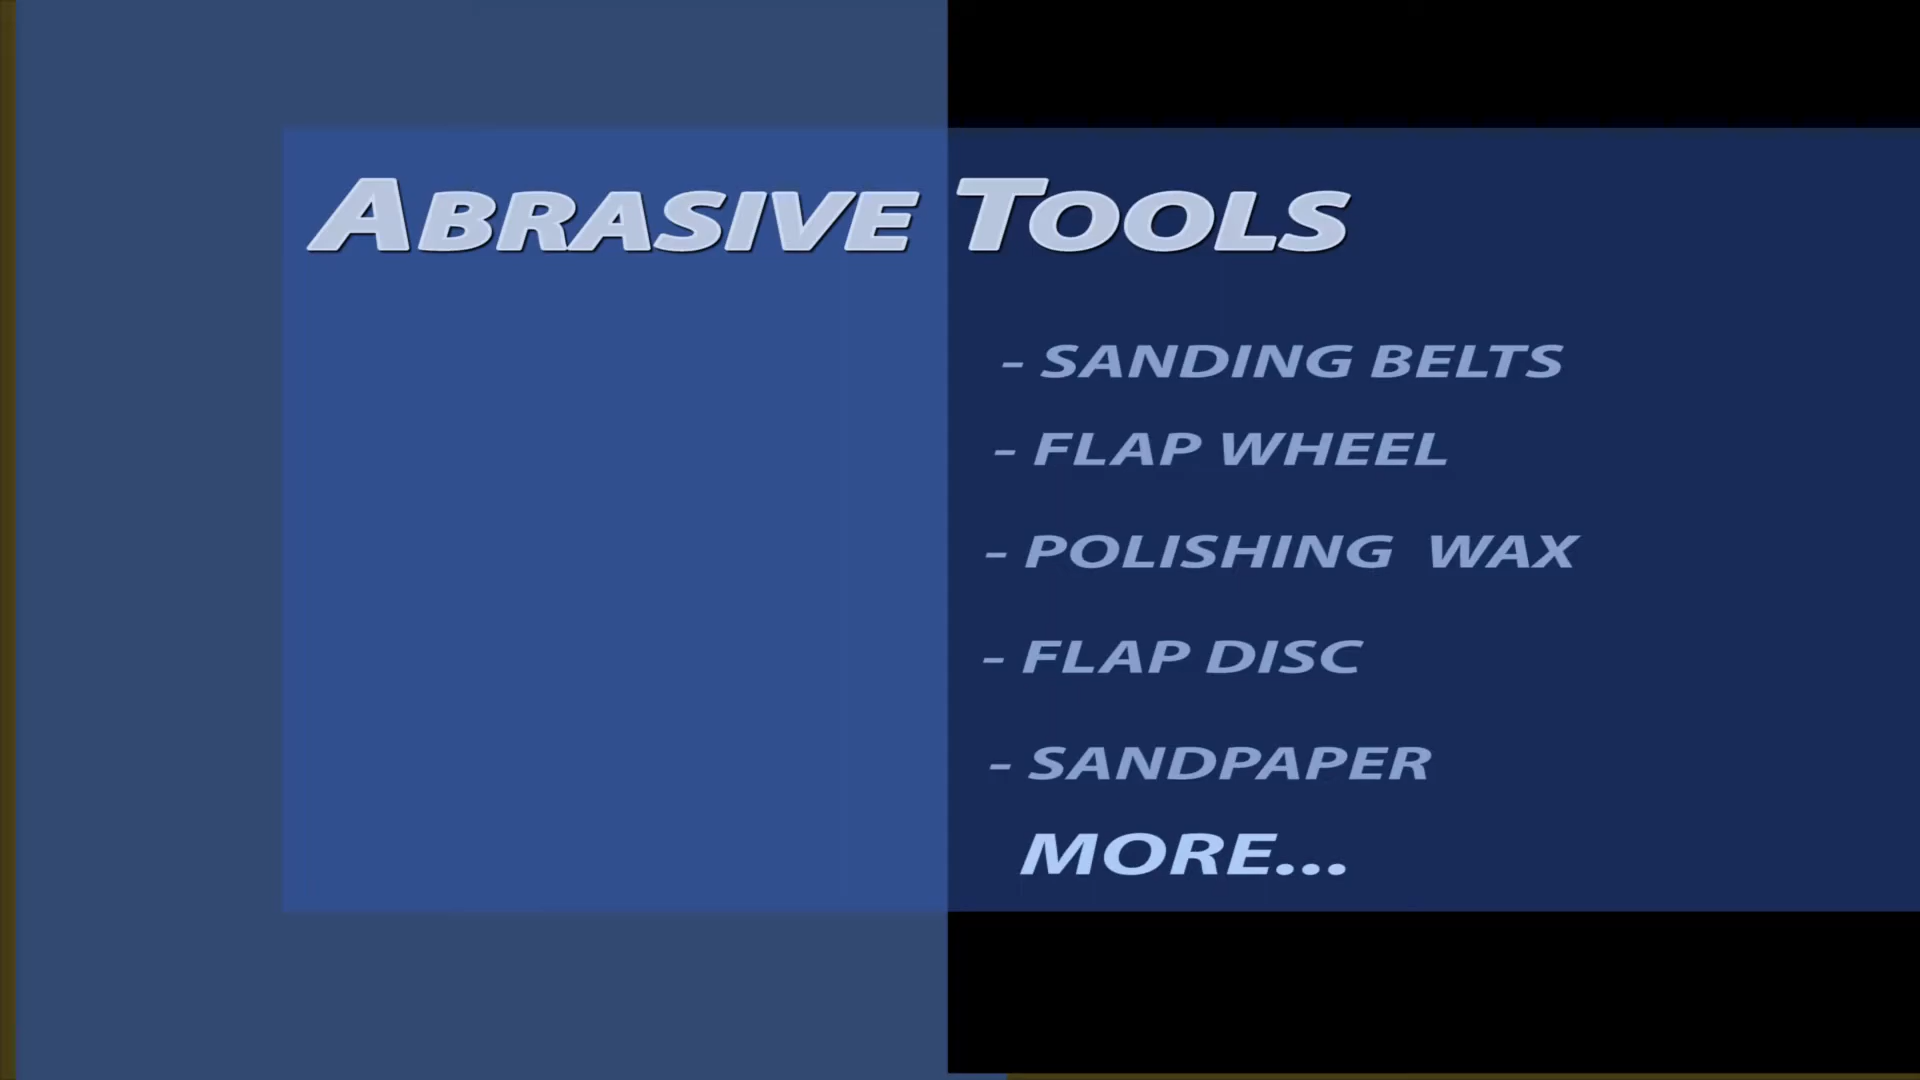 ABRASIVE TOOLS
- SANDING BELTS
- FLAP WHEEL
- POLISHING WAX
- FLAP DISC
- SANDPAPER
MORE...